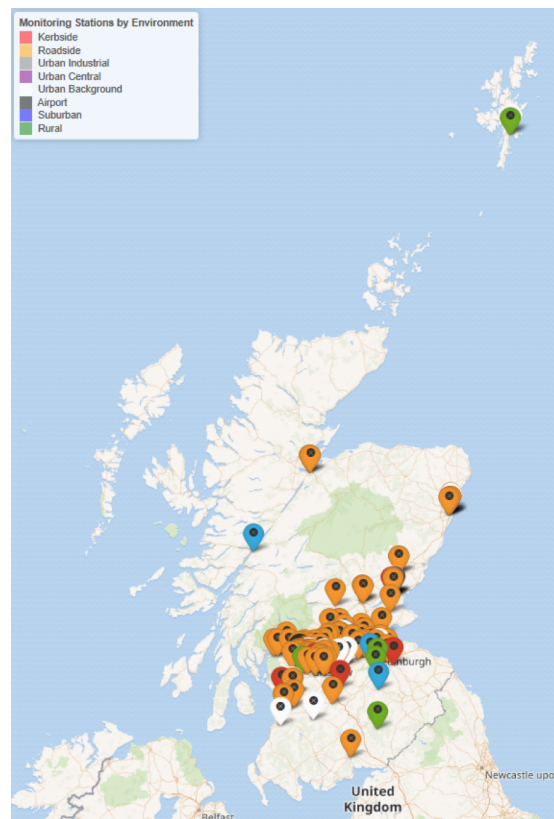 Monitoring Stations by Environment
Kerbside
Roadside
Urban Industrial
Urban Central
Urban Background
Airport
Suburban
Rural
inburgh
Newcastle upo
United
Kingdom
Belfast